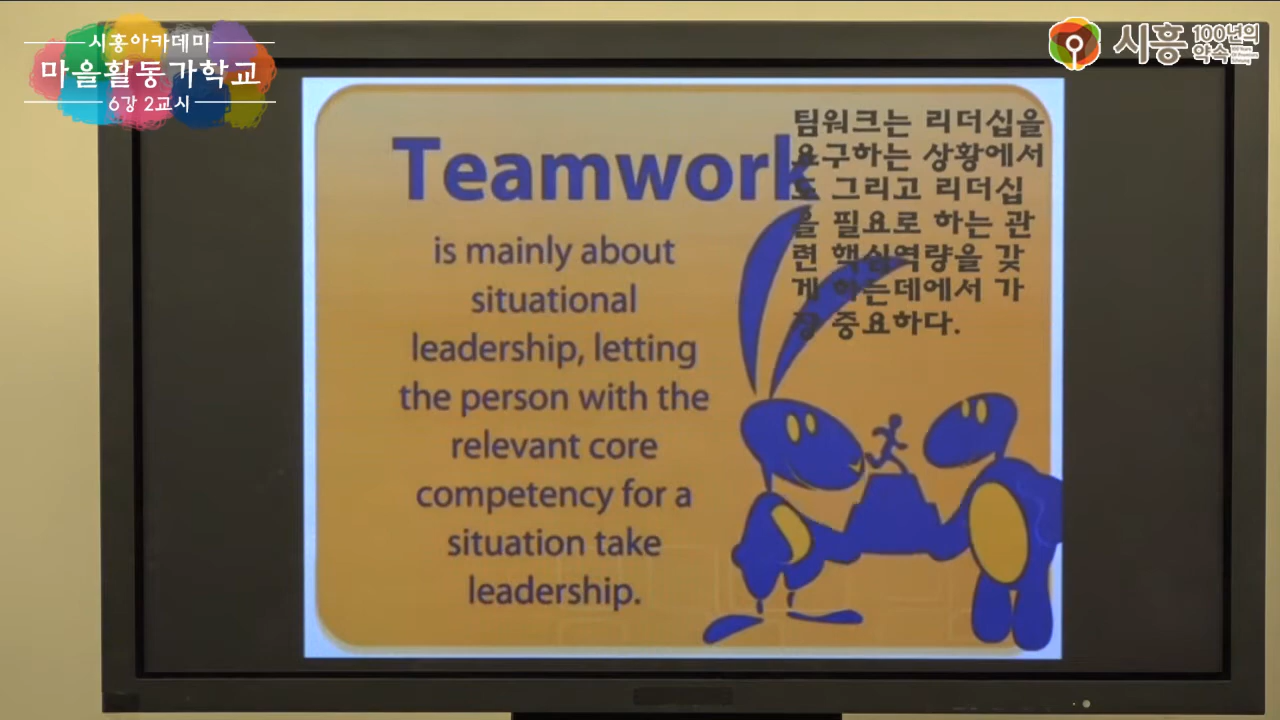 시흥아카데미
마을활동가학교
6강 2교시
시흥
100년의
약속
Teamwork
is mainly about
situational
leadership, letting
the person with the
relevant core
competency for a
situation take
leadership.
팀워크는 리더십을
요구하는 상황에서
도 그리고 리더십
을 필요로 하는 관
련 핵심역량을 갖
게 하는데에서 가
장 중요하다.